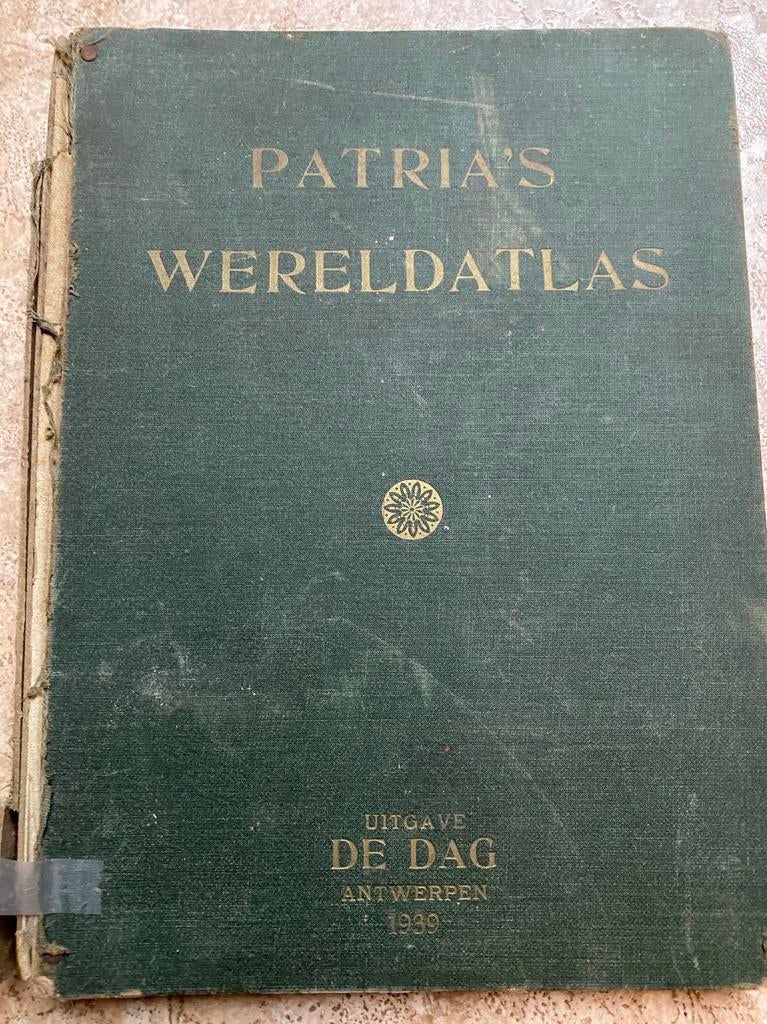 PATRIA'S
WERELDATLAS
UITGAVE
DE DAG
ANTWERPEN
1939